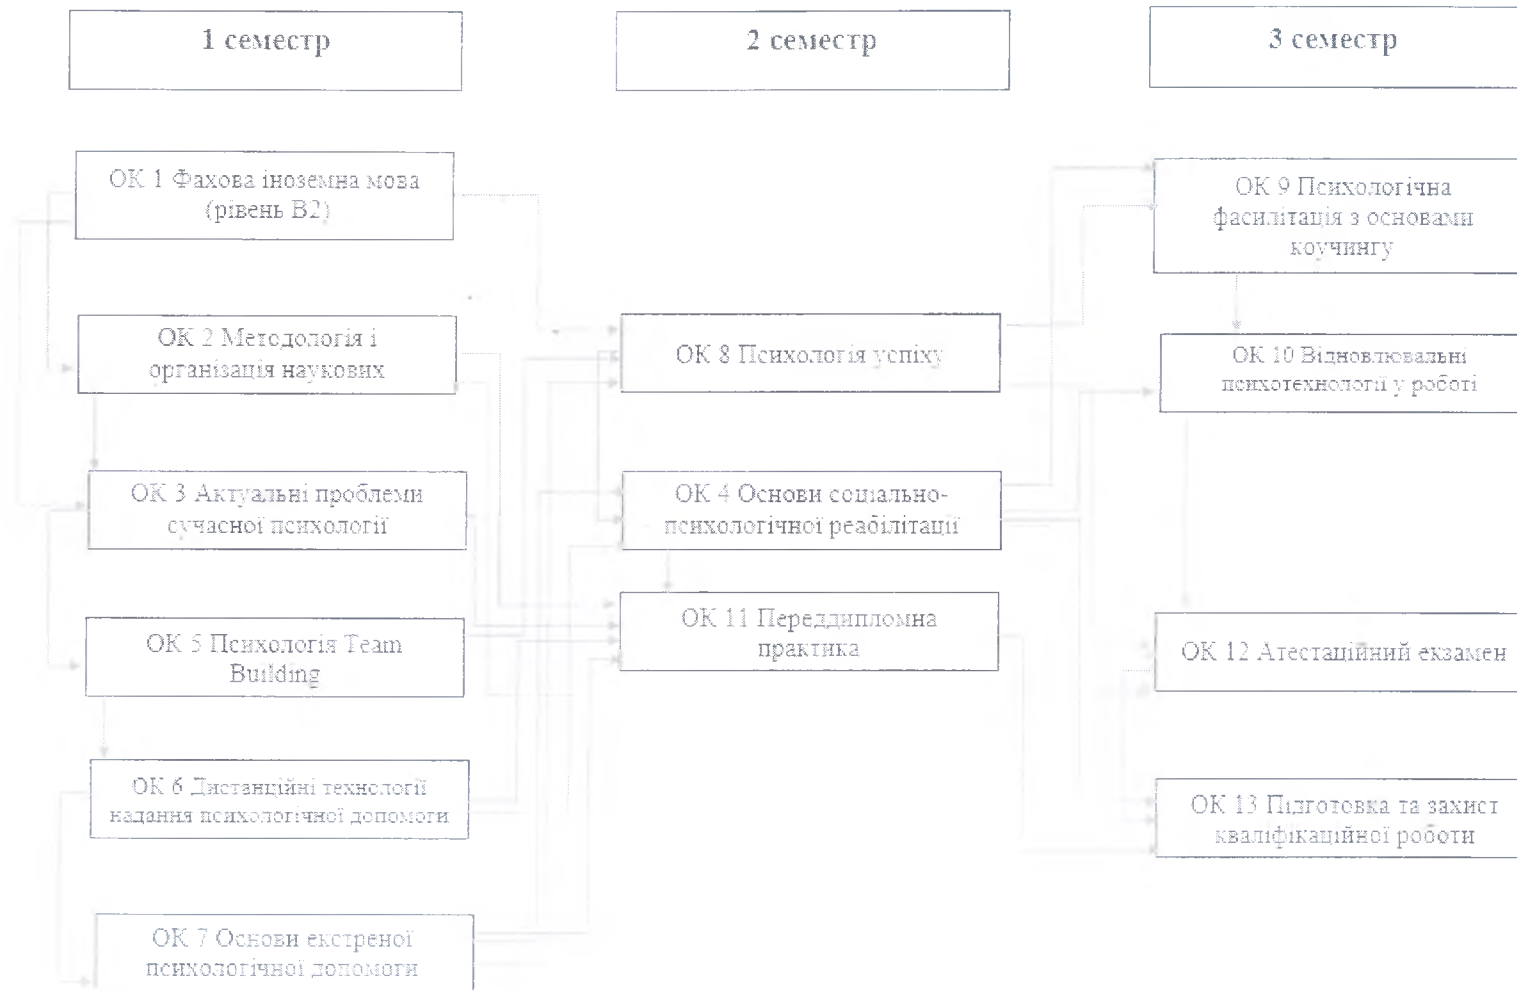 1 семестр
2 семестр
3 семестр
ОК 1 Фахова іноземна мова
(рівень В2)
ОК 2 Методологія і
організація наукових
ОК 3 Актуальні проблеми
сучасної психології
ОК 5 Психологія Team
Building
ОК 6 Дистанційні технології
надання психологічної допомоги
ОК 7 Основи екстреної
психологічної допомоги
ОК 8 Психологія успіху
ОК 4 Основи соціально-
психологічної реабілітації
ОК 11 Переддипломна
практика
ОК 9 Психологічна
фасилітація з основами
коучингу
ОК 10 Відновлювальні
психотехнології у роботі
ОК 12 Атестаційний екзамен
ОК 13 Підготовка та захист
кваліфікаційної роботи